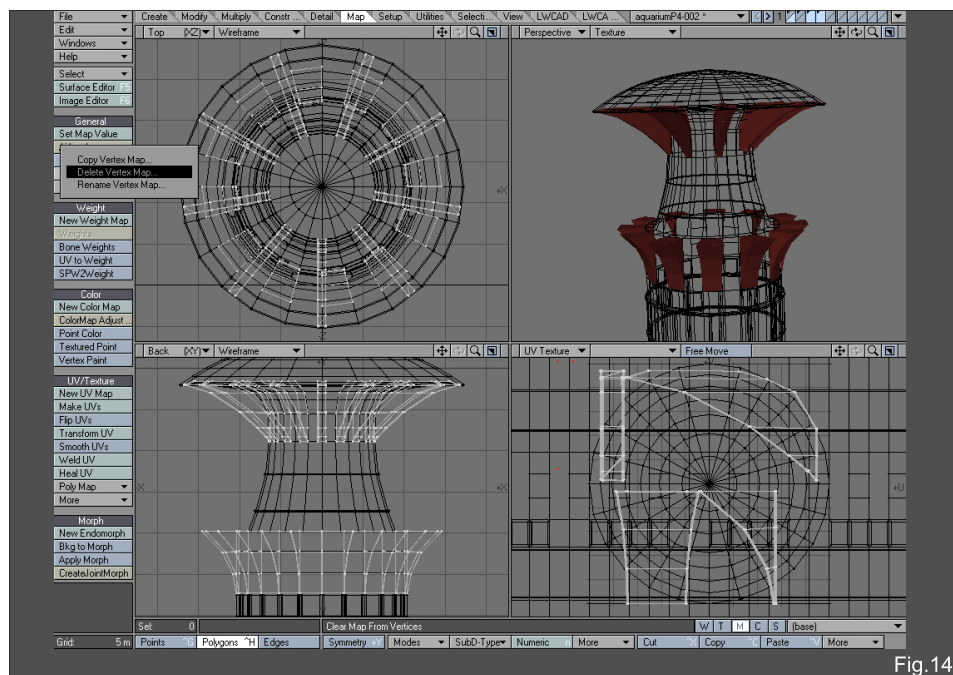 File Create Modify Multiply Constr ... Detail Map Setup Utilities Selecti... View LWCAD LWCA ... aquariumP4-002 * 1
Edit Top (XZ) Wireframe Perspective Texture
Windows
Help
Select
Surface Editor F5
Image Editor F6
General
Set Map Value
Copy Vertex Map...
Delete Vertex Map...
Rename Vertex Map...
+X
Weight
New Weight Map
Weights
Bone Weights
UV to Weight
SPW2Weight
Color
New Color Map
ColorMap Adjust ...
Point Color
Textured Point
Vertex Paint
Back (XY) Wireframe UV Texture Free Move
UV/Texture
New UV Map
Make UVs
Flip UVs
Transform UV
Smooth UVs
Weld UV
Heal UV
Poly Map
More
-X +X +U
Morph
New Endomorph
Bkg to Morph
Apply Morph
CreateJointMorph
Sel: 0 Clear Map From Vertices W T M C S (base)
Grid: 5 m Points ^G Polygons ^H Edges Symmetry +Y Modes SubD-Type Numeric n More Cut ^X Copy ^C Paste ^V More
Fig.14